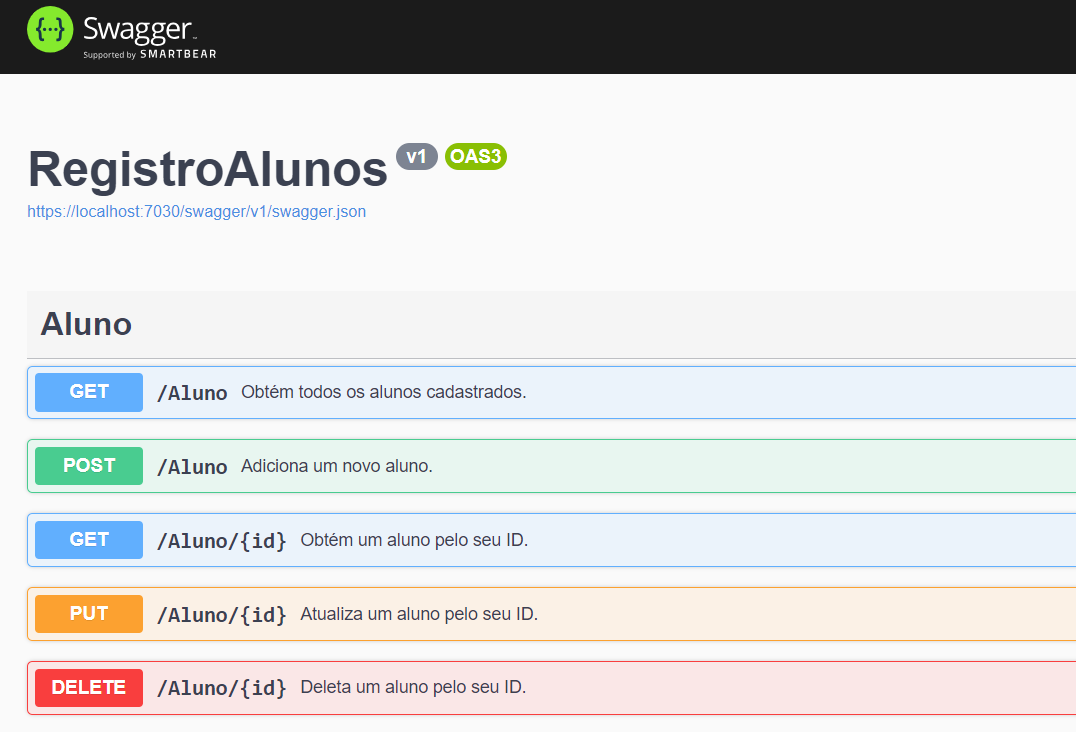 {···} Swagger™
Supported by SMARTBEAR
RegistroAlunos v1 OAS3
https://localhost:7030/swagger/v1/swagger.json
Aluno
GET /Aluno Obtém todos os alunos cadastrados.
POST /Aluno Adiciona um novo aluno.
GET /Aluno/{id} Obtém um aluno pelo seu ID.
PUT /Aluno/{id} Atualiza um aluno pelo seu ID.
DELETE /Aluno/{id} Deleta um aluno pelo seu ID.